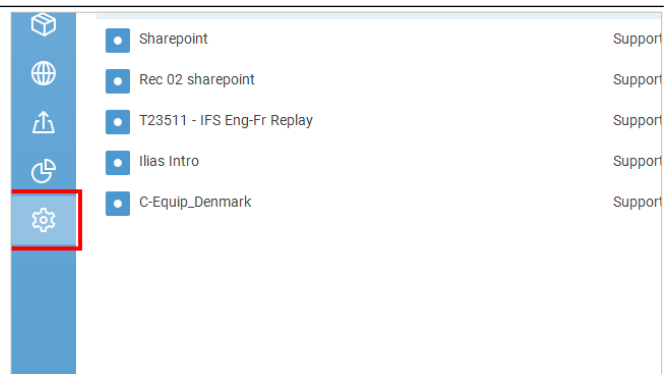 Sharepoint Support
Rec 02 sharepoint Support
T23511 - IFS Eng-Fr Replay Support
Ilias Intro Support
C-Equip_Denmark Support